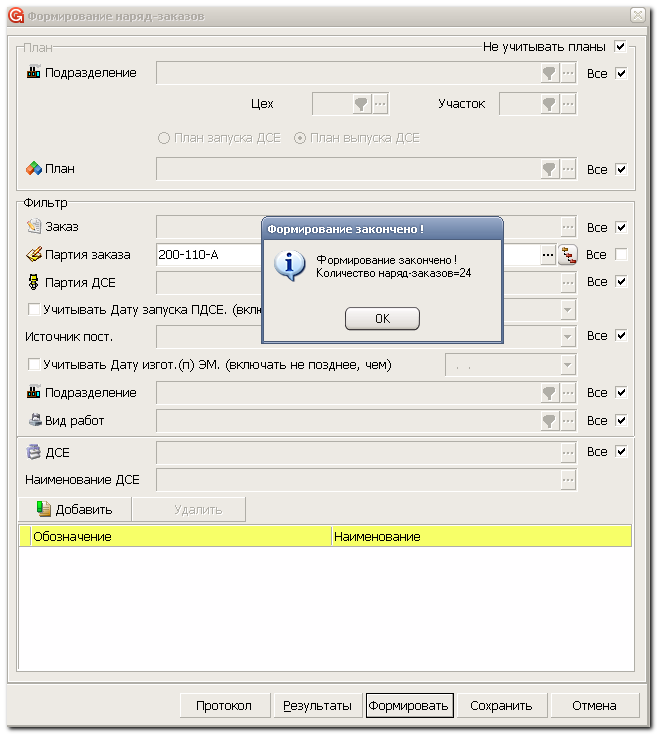 Формирование наряд-заказов
План
Не учитывать планы
Подразделение
Все
Цех
Участок
План запуска ДСЕ
План выпуска ДСЕ
План
Все
Фильтр
Заказ
Все
Партия заказа
200-110-А
Все
Партия ДСЕ
Все
Учитывать Дату запуска ПДСЕ. (вклю
Источник пост.
Все
Учитывать Дату изгот.(п) ЭМ. (включать не позднее, чем)
. .
Подразделение
Все
Вид работ
Все
ДСЕ
Все
Наименование ДСЕ
Добавить
Удалить
Обозначение
Наименование
Протокол
Результаты
Формировать
Сохранить
Отмена
Формирование закончено !
Формирование закончено !
Количество наряд-заказов=24
OK